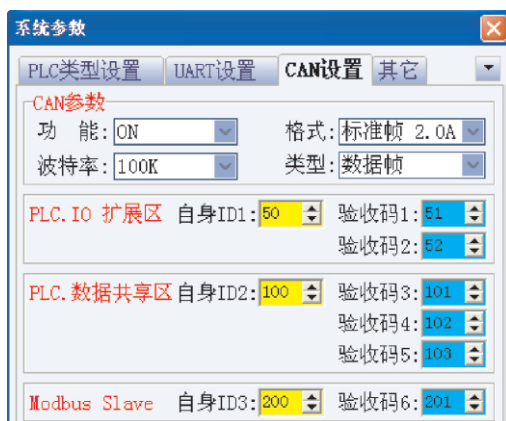 系统参数
PLC类型设置 UART设置 CAN设置 其它
CAN参数
功 能: ON 格式: 标准帧 2.0A
波特率: 100K 类型: 数据帧
PLC.IO 扩展区 自身ID1: 50 验收码1: 51
验收码2: 52
PLC.数据共享区 自身ID2: 100 验收码3: 101
验收码4: 102
验收码5: 103
Modbus Slave 自身ID3: 200 验收码6: 201